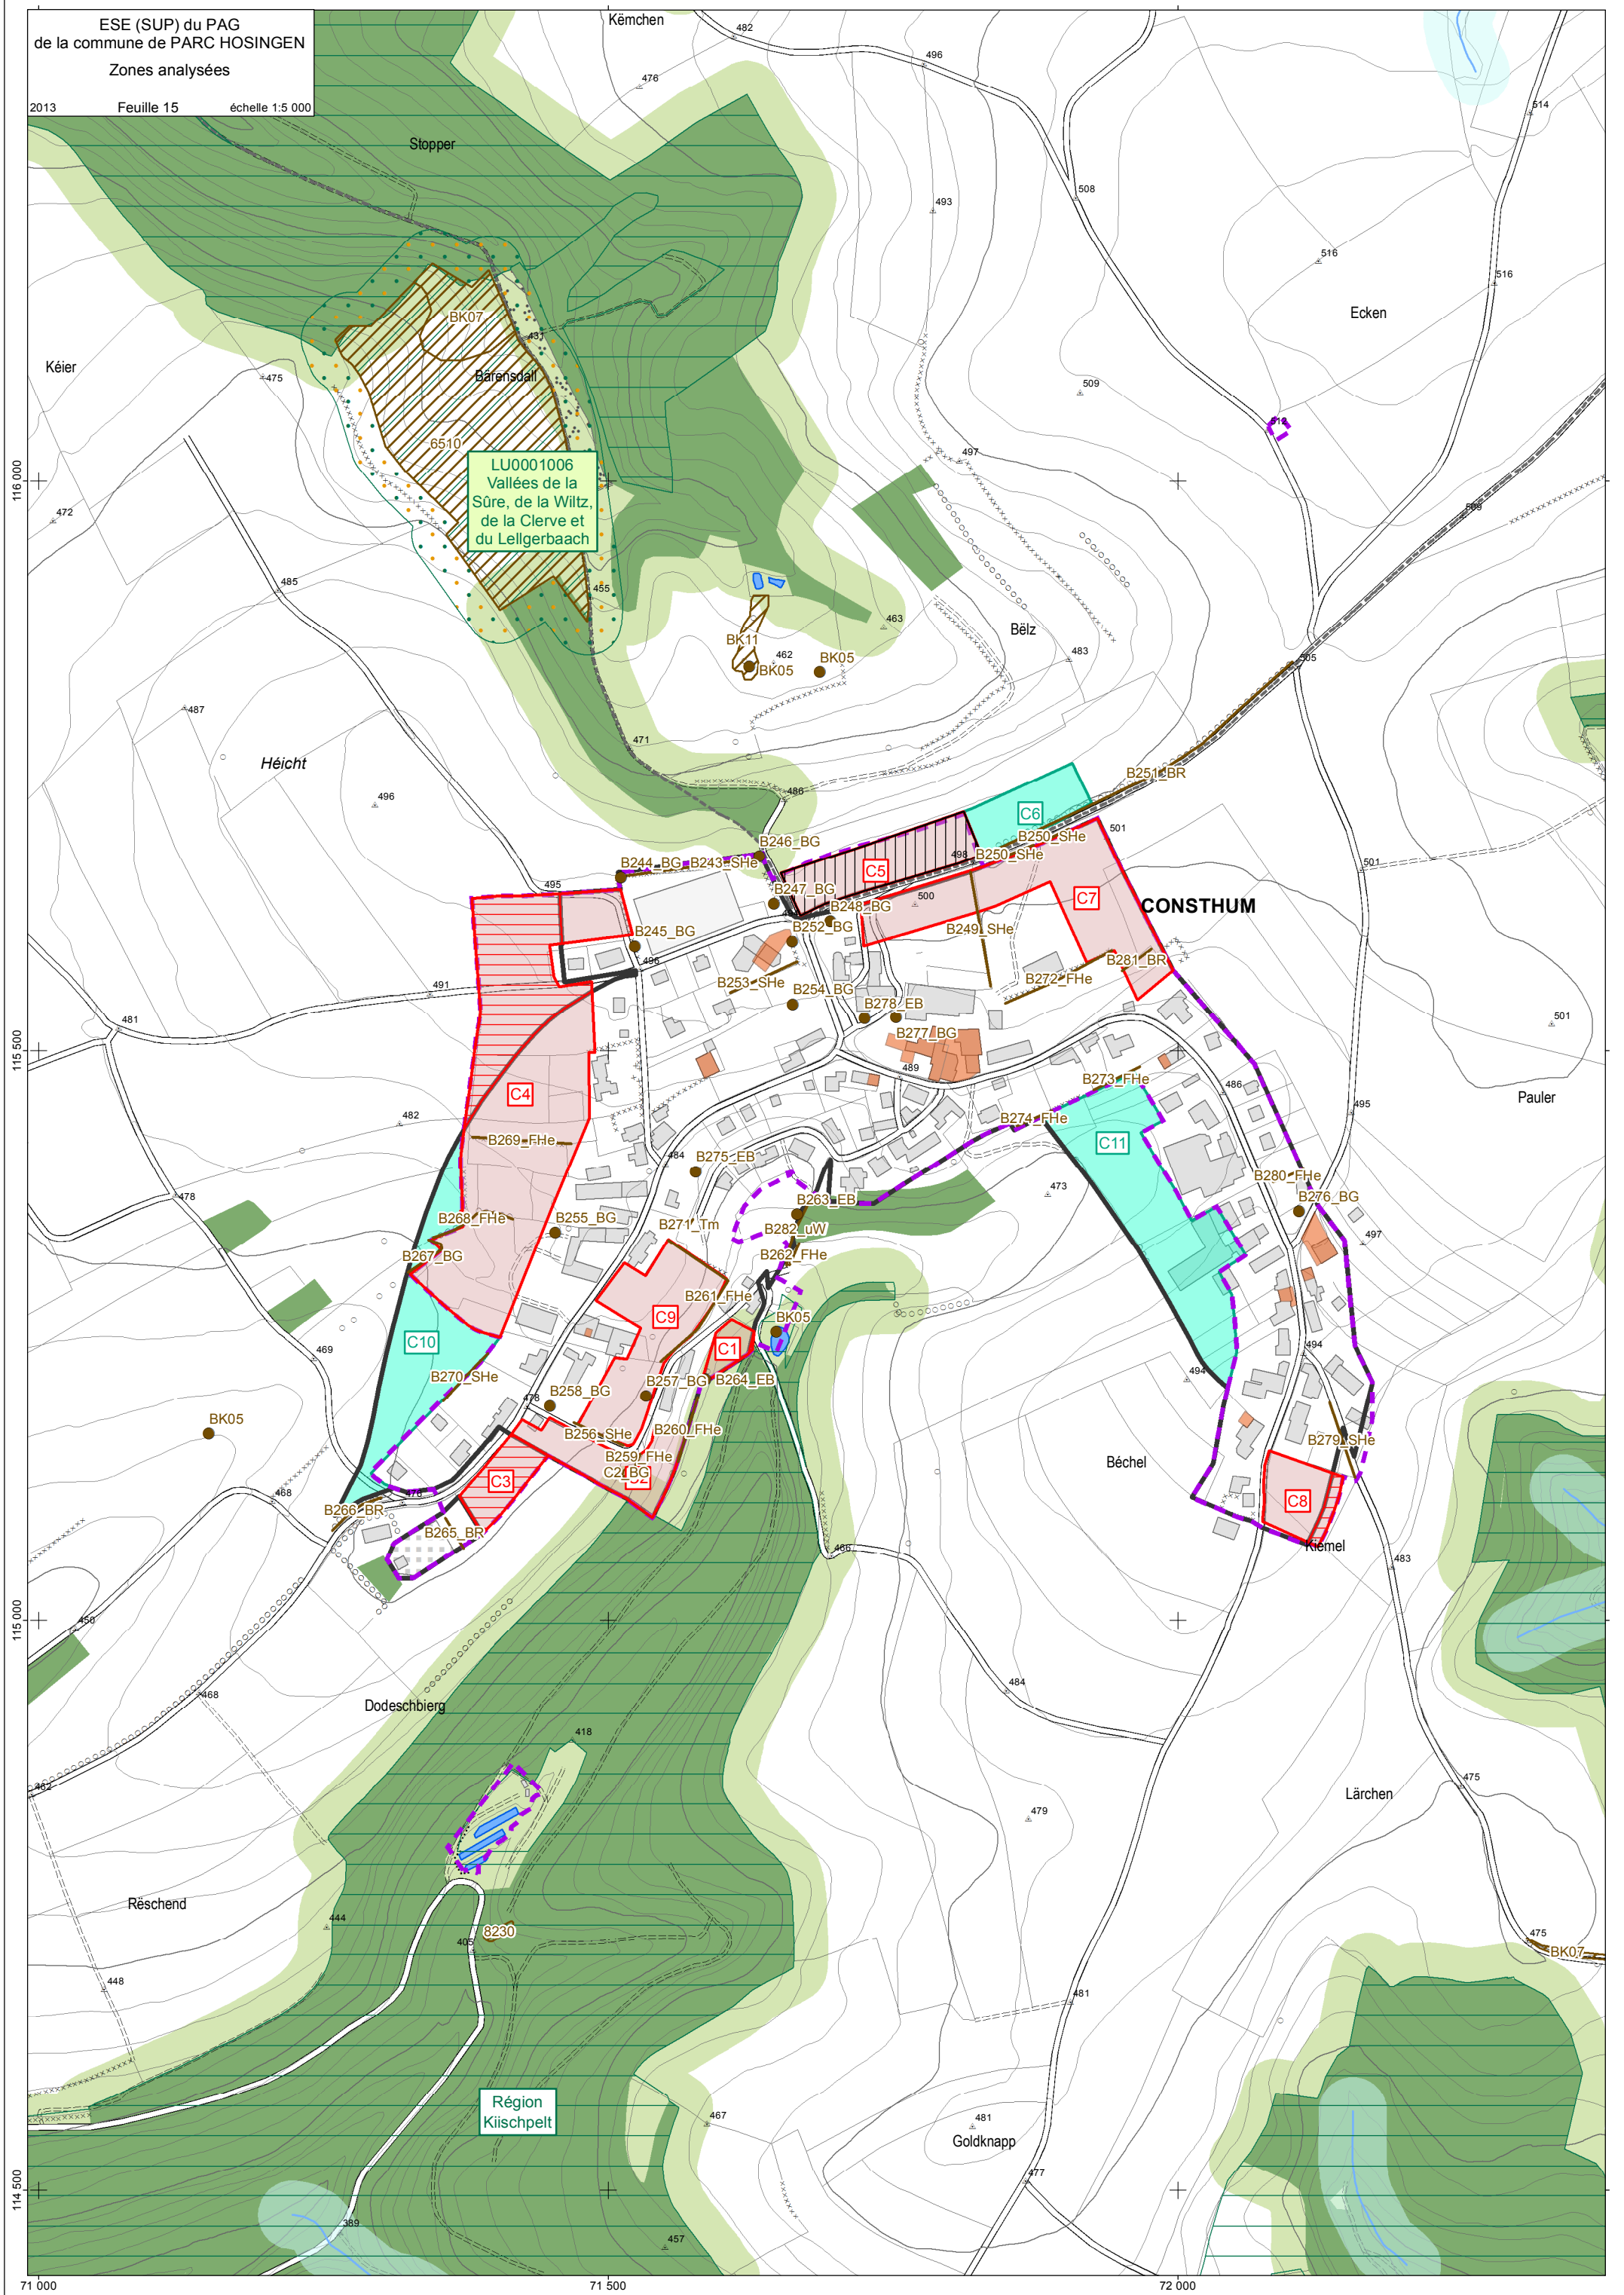 ESE (SUP) du PAG
de la commune de PARC HOSINGEN
Zones analysées
2013 Feuille 15 échelle 1:5 000
Këmchen
482
496
476
514
Stopper
508
493
516
516
Ecken
BK07
431
Kéier
475
Bärensdall
509
512
6510
497
LU0001006
Vallées de la
Sûre, de la Wiltz,
de la Clerve et
du Lellgerbaach
116 000
472
509
485
455
463
Bëlz
BK11
462
BK05
BK05
483
505
487
471
Héicht
B251_BR
486
496
C6
B250_SHe
501
B246_BG
B250_SHe
498
B244_BG
B243_SHe
C5
501
495
B247_BG
C7
500
B248_BG
CONSTHUM
B252_BG
B249_SHe
B245_BG
496
B281_BR
B253_SHe
B272_FHe
491
B254_BG
B278_EB
481
501
B277_BG
115 500
489
B273_FHe
486
C4
Pauler
495
482
B274_FHe
C11
B269_FHe
484
B275_EB
B280_FHe
473
478
B263_EB
B276_BG
B268_FHe
B255_BG
B271_Tm
B282_uW
497
B267_BG
B262_FHe
B261_FHe
C9
BK05
C10
C1
469
494
B270_SHe
B264_EB
494
B257_BG
B258_BG
478
BK05
B260_FHe
B256_SHe
B279_SHe
B259_FHe
Béchel
C3
C2_BG
C2
468
476
C8
B266_BR
B265_BR
Kiemel
466
483
115 000
450
468
484
Dodeschbierg
418
462
475
Lärchen
479
Rëschend
444
8230
405
475
BK07
448
481
Région
Kiischpelt
467
481
Goldknapp
477
114 500
389
457
71 000
71 500
72 000